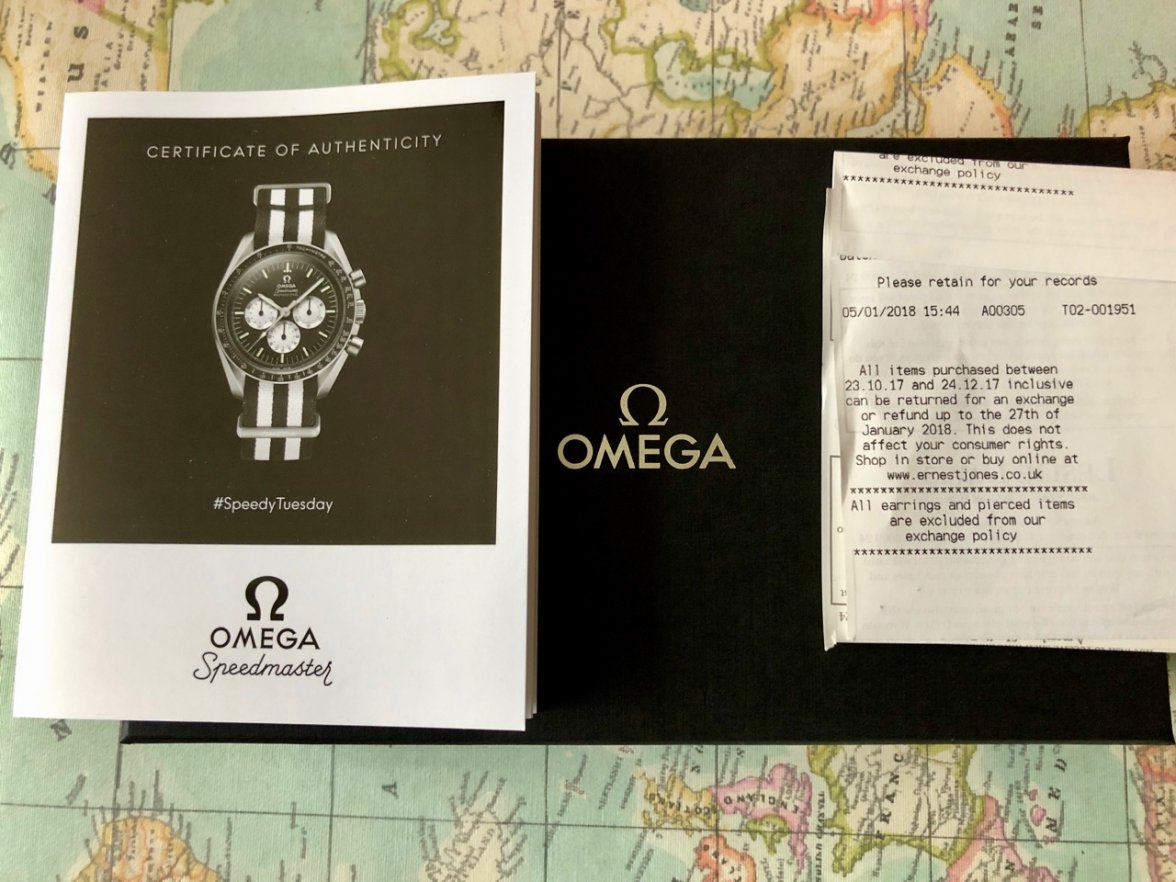 CERTIFICATE OF AUTHENTICITY
OMEGA
Speedmaster
#SpeedyTuesday
OMEGA
Speedmaster
OMEGA
are excluded from our
exchange policy
*******************************
Please retain for your records
05/01/2018 15:44 A00305 T02-001951
All items purchased between
23.10.17 and 24.12.17 inclusive
can be returned for an exchange
or refund up to the 27th of
January 2018. This does not
affect your consumer rights.
Shop in store or buy online at
www.ernestjones.co.uk
********************************
All earrings and pierced items
are excluded from our
exchange policy
********************************
SCOTLAND
ENGLAND
FRANC
MED